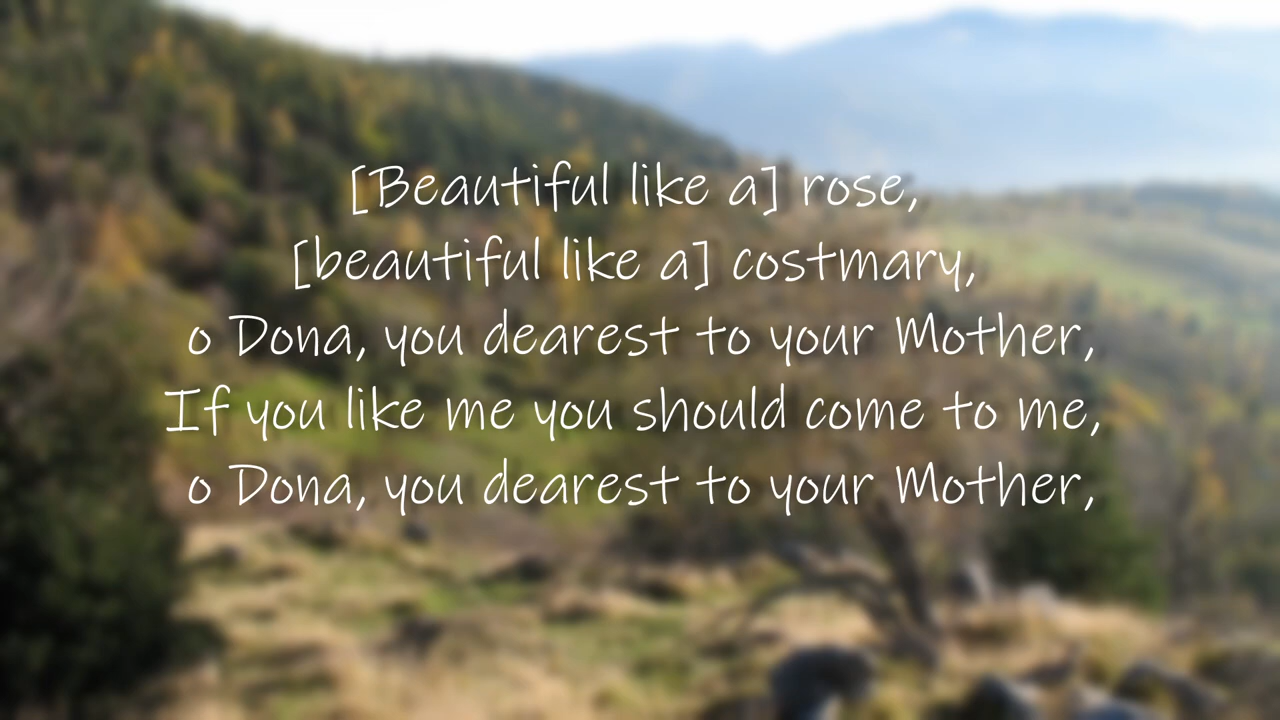 [Beautiful like a] rose,
[beautiful like a] costmary,
o Dona, you dearest to your Mother,
If you like me you should come to me,
o Dona, you dearest to your Mother,